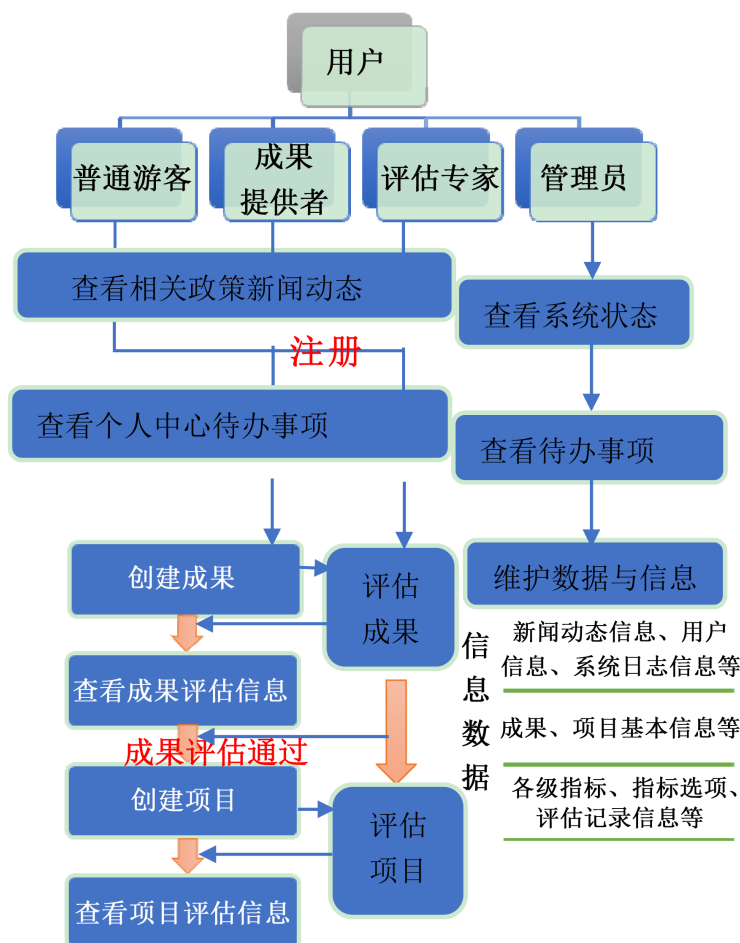 用户
普通游客
成果
提供者
评估专家
管理员
查看相关政策新闻动态
查看系统状态
注册
查看个人中心待办事项
查看待办事项
创建成果
评估
成果
维护数据与信息
查看成果评估信息
成果评估通过
创建项目
评估
项目
查看项目评估信息
信
息
数
据
新闻动态信息、用户
信息、系统日志信息等
成果、项目基本信息等
各级指标、指标选项、
评估记录信息等